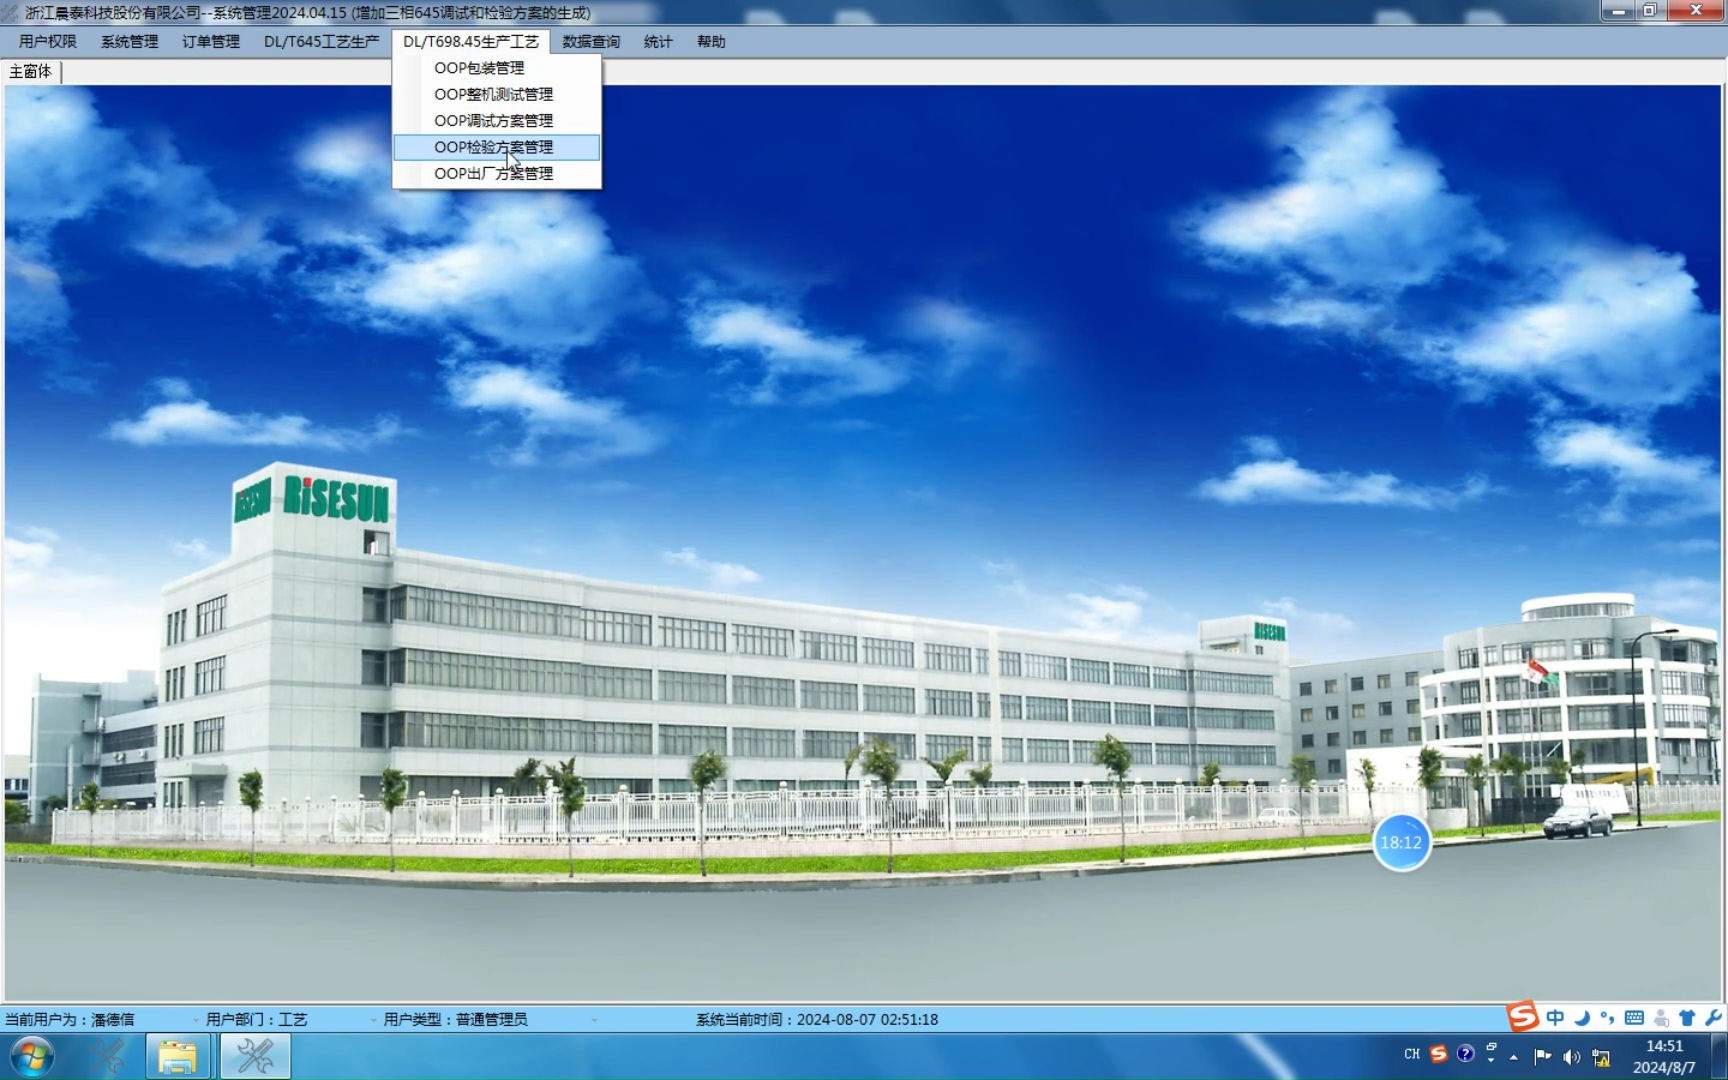 浙江晨泰科技股份有限公司--系统管理2024.04.15 (增加三相645调试和检验方案的生成)
用户权限 系统管理 订单管理 DL/T645工艺生产 DL/T698.45生产工艺 数据查询 统计 帮助
主窗体
OOP包装管理
OOP整机测试管理
OOP调试方案管理
OOP检验方案管理
OOP出厂方案管理
RiSESUN RiSESUN
RiSESUN
18:12
当前用户为：潘德信 用户部门：工艺 用户类型：普通管理员 系统当前时间：2024-08-07 02:51:18
S 中
CH S ? 14:51
2024/8/7